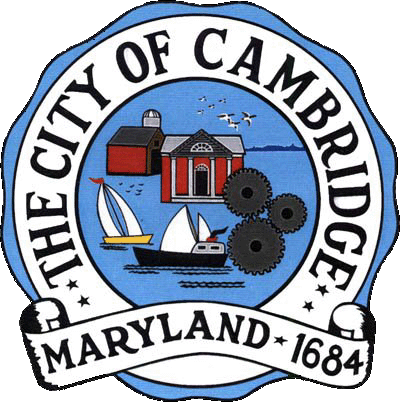 THE CITY OF CAMBRIDGE
MARYLAND ★ 1684